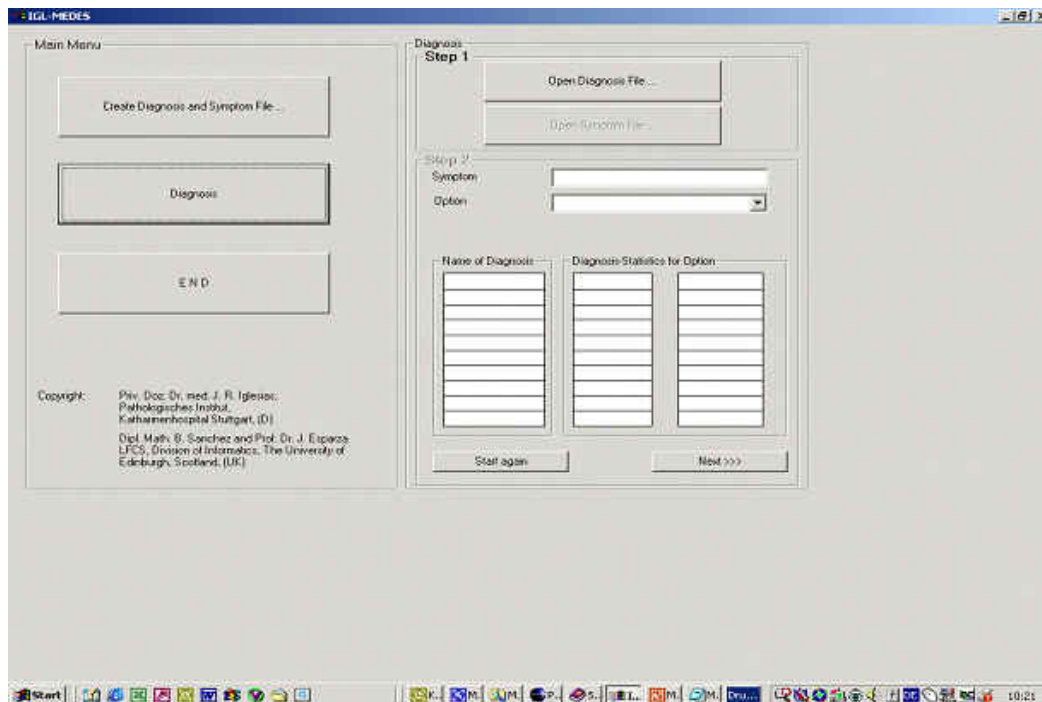 IGL-MEDES
Main Menu
Create Diagnosis and Symptom File ...
Diagnosis
E N D
Copyright:
Priv. Doz. Dr. med. J. R. Iglesias,
Pathologisches Institut,
Katharinenhospital Stuttgart, (D)
Dipl. Math. B. Sanchez and Prof. Dr. J. Esparza
LFCS, Division of Informatics, The University of
Edinburgh, Scotland, (UK)
Diagnosis
Step 1
Open Diagnosis File ...
Open Symptom File ...
Step 2
Symptom
Option
Name of Diagnosis
Diagnosis-Statistics for Option
Start again
Next >>>
Start
K..
M.
M.
P..
S..
I...
M.
M.
Dru...
DE
10:21